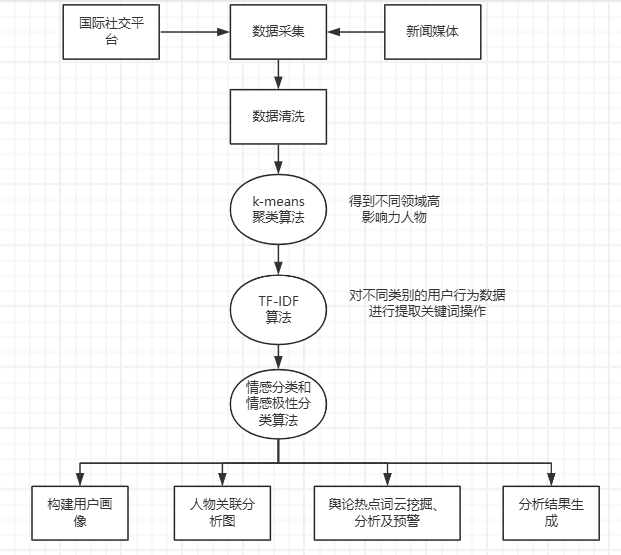 国际社交平
台
数据采集
新闻媒体
数据清洗
k-means
聚类算法
得到不同领域高
影响力人物
TF-IDF
算法
对不同类别的用户行为数据
进行提取关键词操作
情感分类和
情感极性分
类算法
构建用户画
像
人物关联分
析图
舆论热点词云挖掘、
分析及预警
分析结果生
成